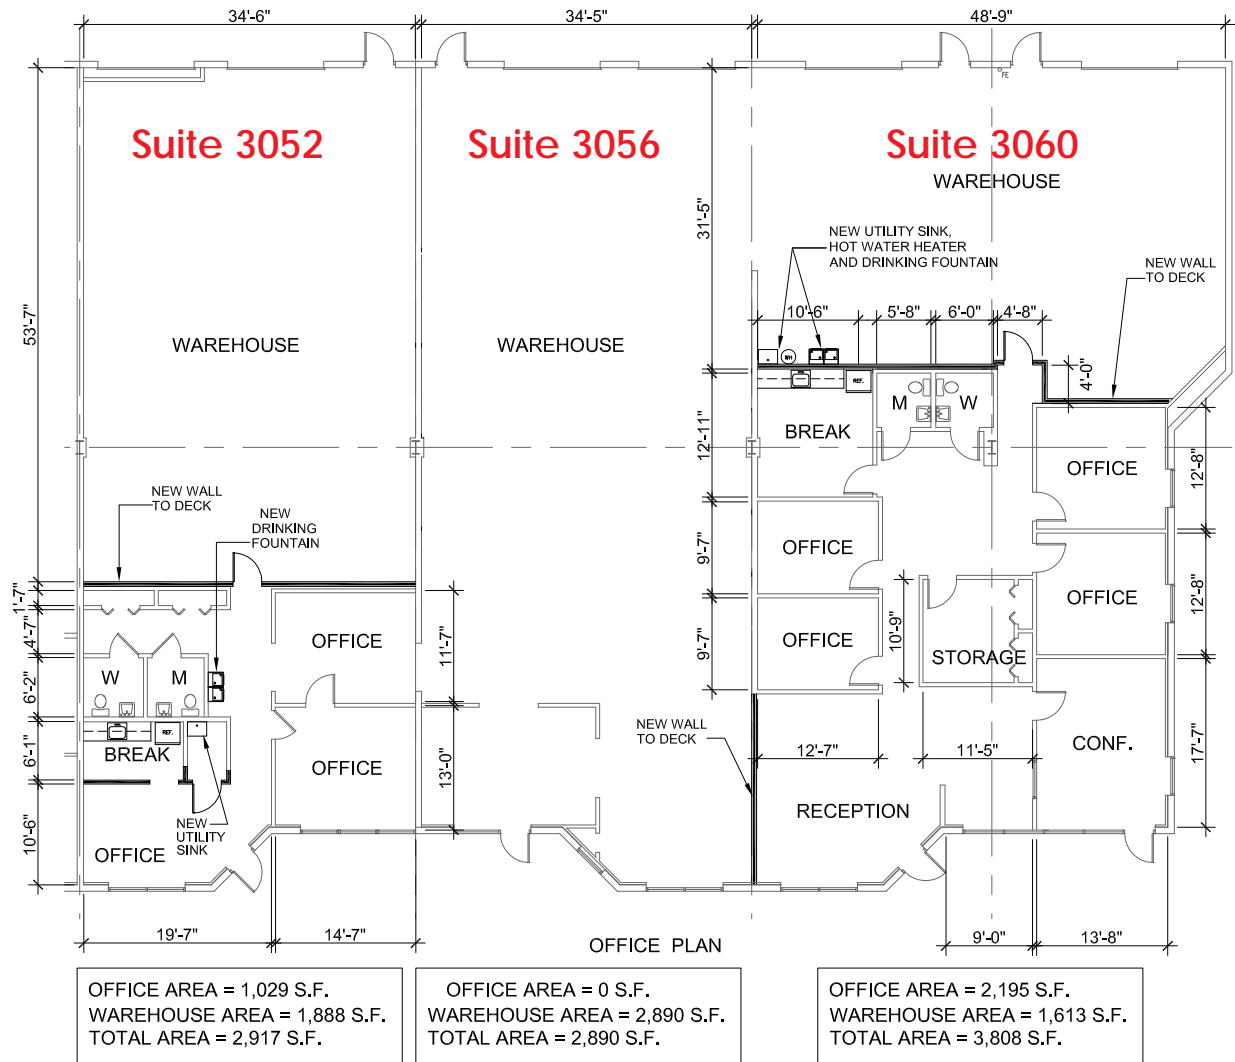 34'-6"
34'-5"
48'-9"
FE
Suite 3052
Suite 3056
Suite 3060
WAREHOUSE
31'-5"
NEW UTILITY SINK,
HOT WATER HEATER
AND DRINKING FOUNTAIN
NEW WALL
TO DECK
53'-7"
10'-6"
5'-8"
6'-0"
4'-8"
WAREHOUSE
WAREHOUSE
WH
REF.
4'-0"
M
W
BREAK
12'-11"
OFFICE
12'-8"
NEW WALL
TO DECK
NEW
DRINKING
FOUNTAIN
9'-7"
OFFICE
OFFICE
12'-8"
1'-7"
4'-7"
OFFICE
11'-7"
9'-7"
OFFICE
10'-9"
STORAGE
W
M
6'-2"
NEW WALL
TO DECK
REF.
BREAK
6'-1"
OFFICE
13'-0"
12'-7"
11'-5"
CONF.
17'-7"
RECEPTION
10'-6"
NEW
UTILITY
SINK
OFFICE
19'-7"
14'-7"
OFFICE PLAN
9'-0"
13'-8"
OFFICE AREA = 1,029 S.F.
WAREHOUSE AREA = 1,888 S.F.
TOTAL AREA = 2,917 S.F.
OFFICE AREA = 0 S.F.
WAREHOUSE AREA = 2,890 S.F.
TOTAL AREA = 2,890 S.F.
OFFICE AREA = 2,195 S.F.
WAREHOUSE AREA = 1,613 S.F.
TOTAL AREA = 3,808 S.F.